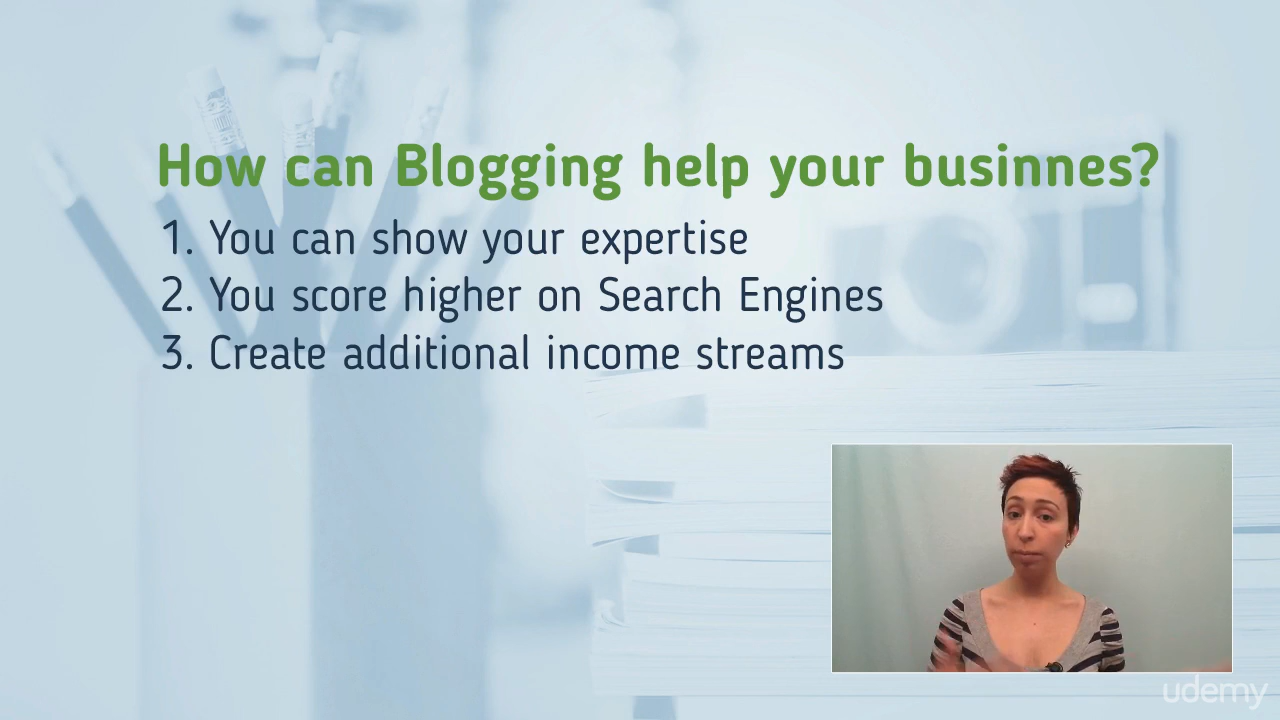 How can Blogging help your businnes?
1. You can show your expertise
2. You score higher on Search Engines
3. Create additional income streams
udemy